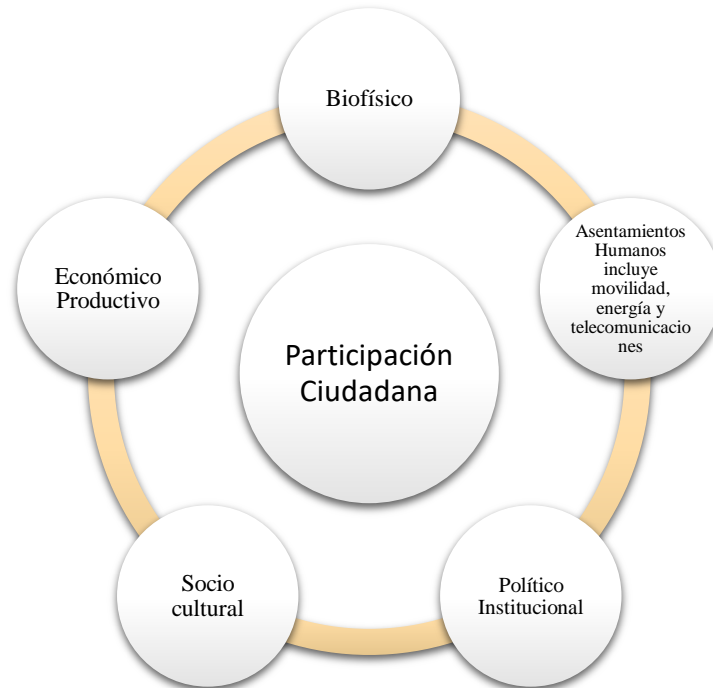 Biofísico
Asentamientos
Humanos
incluye
movilidad,
energía y
telecomunicacio
nes
Económico
Productivo
Participación
Ciudadana
Socio
cultural
Político
Institucional